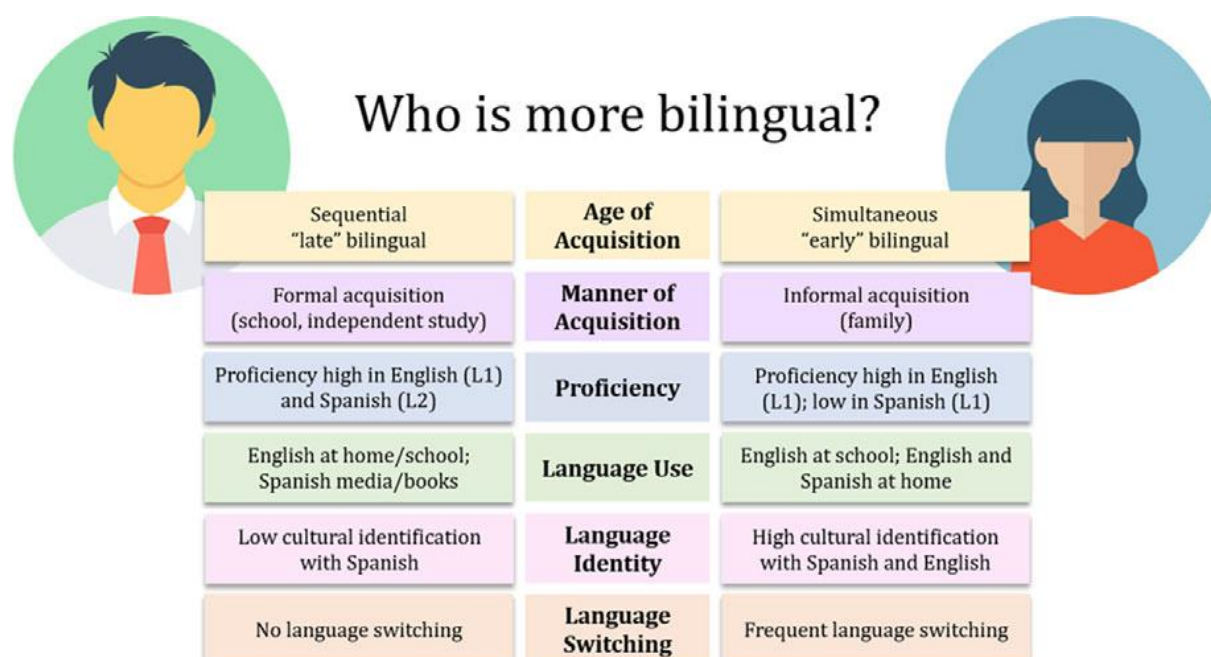 Who is more bilingual?
Sequential
“late” bilingual
Age of
Acquisition
Simultaneous
“early” bilingual
Formal acquisition
(school, independent study)
Manner of
Acquisition
Informal acquisition
(family)
Proficiency high in English (L1)
and Spanish (L2)
Proficiency
Proficiency high in English
(L1); low in Spanish (L1)
English at home/school;
Spanish media/books
Language Use
English at school; English and
Spanish at home
Low cultural identification
with Spanish
Language
Identity
High cultural identification
with Spanish and English
No language switching
Language
Switching
Frequent language switching